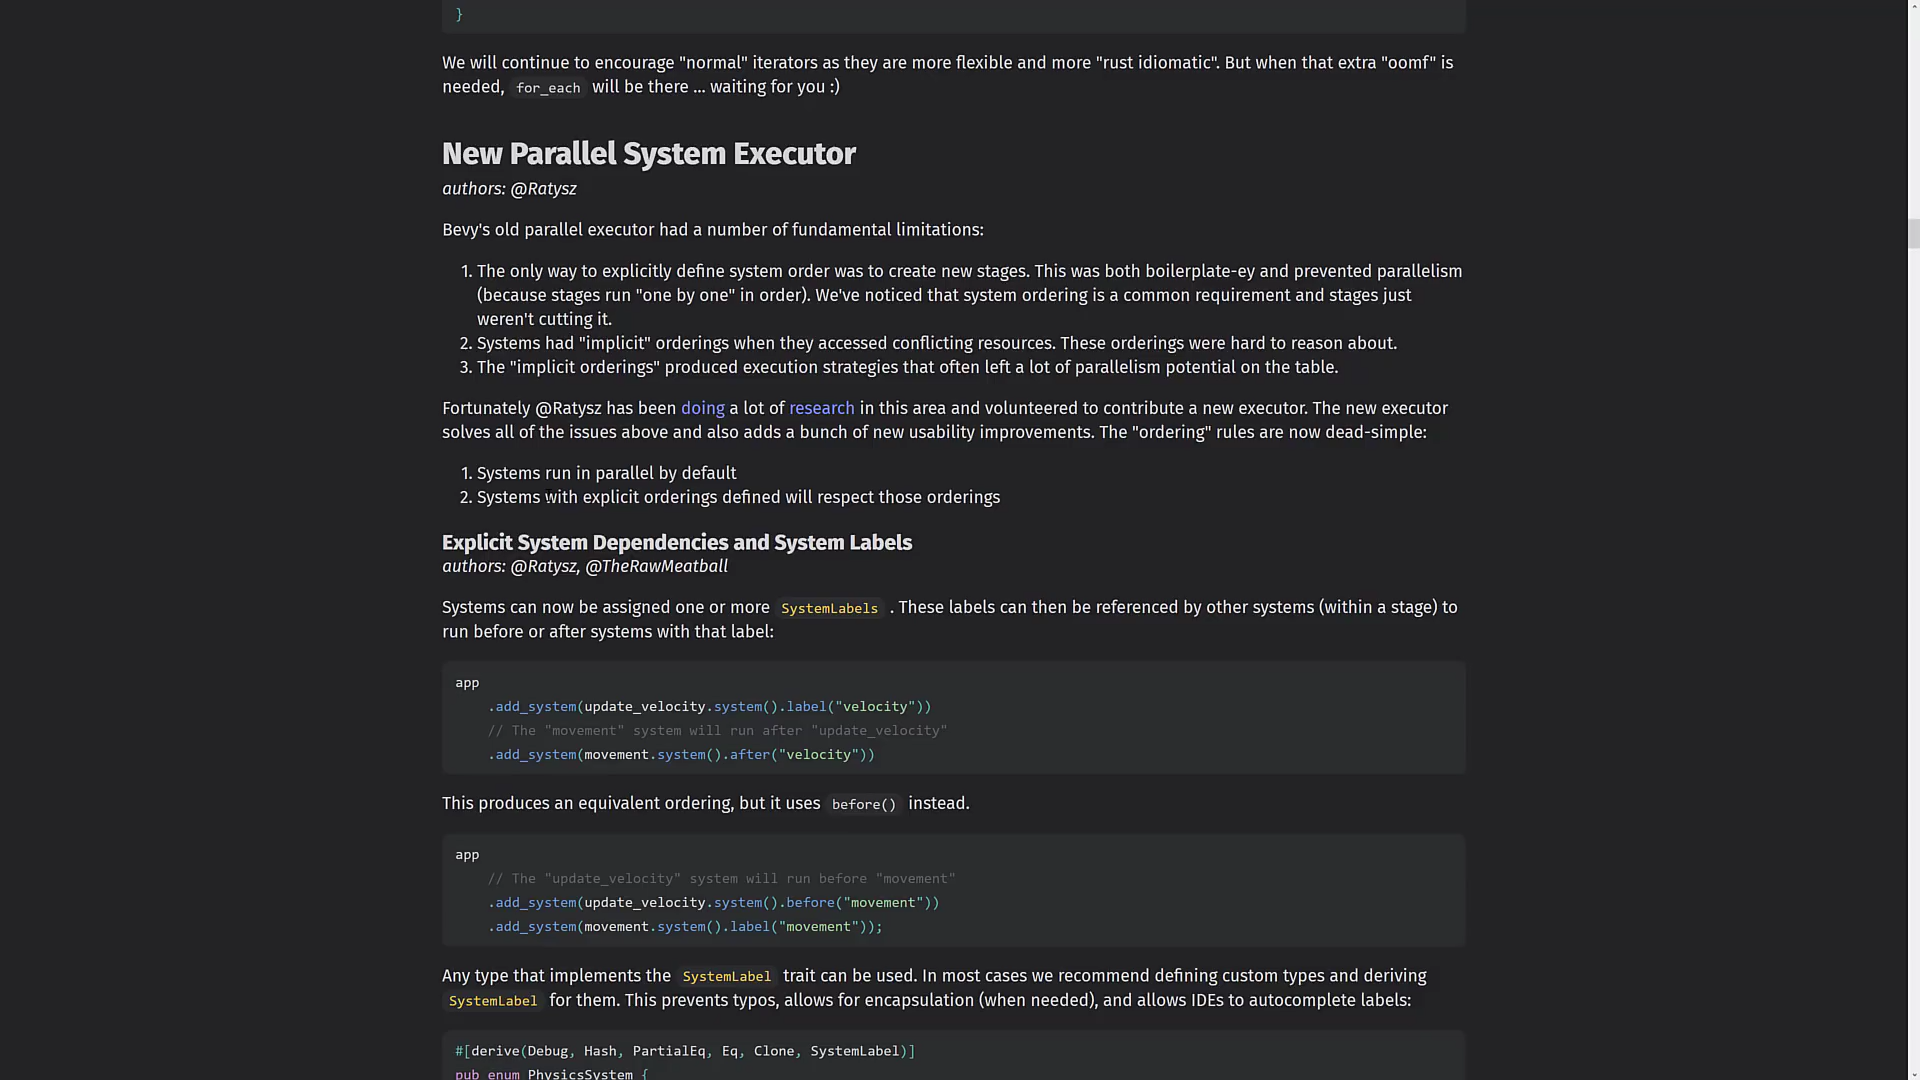 }
We will continue to encourage "normal" iterators as they are more flexible and more "rust idiomatic". But when that extra "oomf" is
needed, for_each will be there ... waiting for you :)
New Parallel System Executor
authors: @Ratysz
Bevy's old parallel executor had a number of fundamental limitations:
1. The only way to explicitly define system order was to create new stages. This was both boilerplate-ey and prevented parallelism
(because stages run "one by one" in order). We've noticed that system ordering is a common requirement and stages just
weren't cutting it.
2. Systems had "implicit" orderings when they accessed conflicting resources. These orderings were hard to reason about.
3. The "implicit orderings" produced execution strategies that often left a lot of parallelism potential on the table.
Fortunately @Ratysz has been doing a lot of research in this area and volunteered to contribute a new executor. The new executor
solves all of the issues above and also adds a bunch of new usability improvements. The "ordering" rules are now dead-simple:
1. Systems run in parallel by default
2. Systems with explicit orderings defined will respect those orderings
Explicit System Dependencies and System Labels
authors: @Ratysz, @TheRawMeatball
Systems can now be assigned one or more SystemLabels . These labels can then be referenced by other systems (within a stage) to
run before or after systems with that label:
app
.add_system(update_velocity.system().label("velocity"))
// The "movement" system will run after "update_velocity"
.add_system(movement.system().after("velocity"))
This produces an equivalent ordering, but it uses before() instead.
app
// The "update_velocity" system will run before "movement"
.add_system(update_velocity.system().before("movement"))
.add_system(movement.system().label("movement"));
Any type that implements the SystemLabel trait can be used. In most cases we recommend defining custom types and deriving
SystemLabel for them. This prevents typos, allows for encapsulation (when needed), and allows IDEs to autocomplete labels:
#[derive(Debug, Hash, PartialEq, Eq, Clone, SystemLabel)]
pub enum PhysicsSystem {